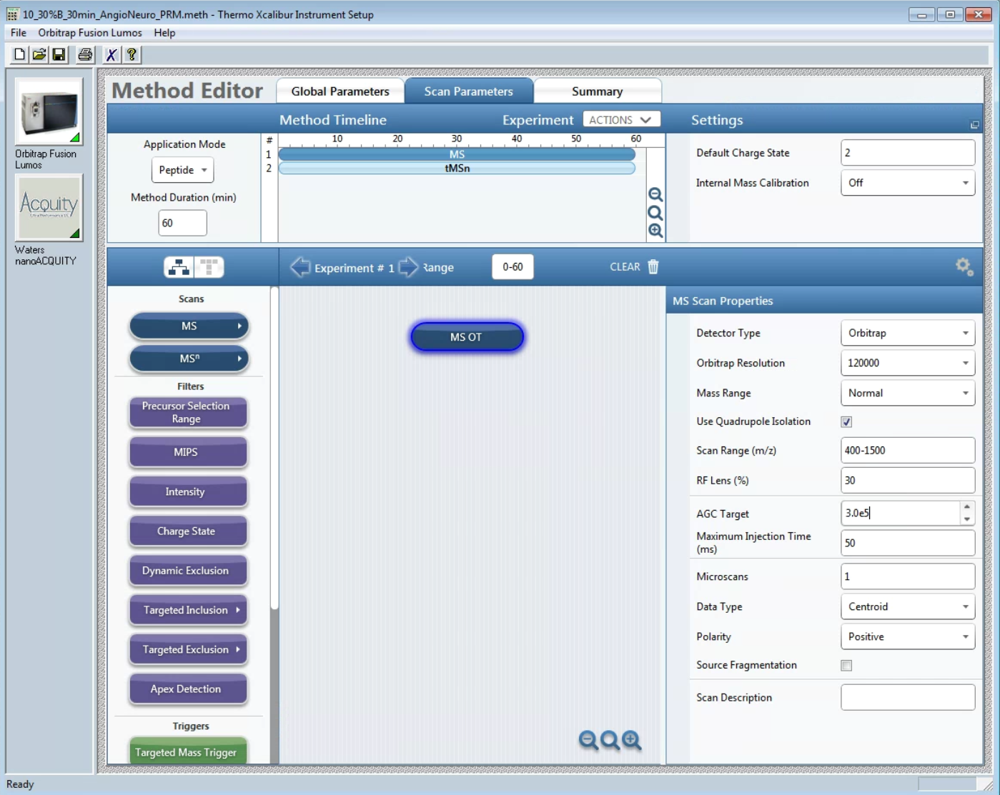 10_30%B_30min_AngioNeuro_PRM.meth - Thermo Xcalibur Instrument Setup
File Orbitrap Fusion Lumos Help
Orbitrap Fusion
Lumos
Acquity
Waters
nanoACQUITY
Method Editor
Global Parameters
Scan Parameters
Summary
Method Timeline
Experiment
ACTIONS
Settings
Application Mode
Peptide
Method Duration (min)
60
# 10 20 30 40 50 60
1 MS
2 tMSn
Default Charge State 2
Internal Mass Calibration Off
Experiment # 1
Range
0-60
CLEAR
Scans
MS
MSⁿ
Filters
Precursor Selection
Range
MIPS
Intensity
Charge State
Dynamic Exclusion
Targeted Inclusion
Targeted Exclusion
Apex Detection
Triggers
Targeted Mass Trigger
MS OT
MS Scan Properties
Detector Type Orbitrap
Orbitrap Resolution 120000
Mass Range Normal
Use Quadrupole Isolation
Scan Range (m/z) 400-1500
RF Lens (%) 30
AGC Target 3.0e5
Maximum Injection Time
(ms) 50
Microscans 1
Data Type Centroid
Polarity Positive
Source Fragmentation
Scan Description
Ready